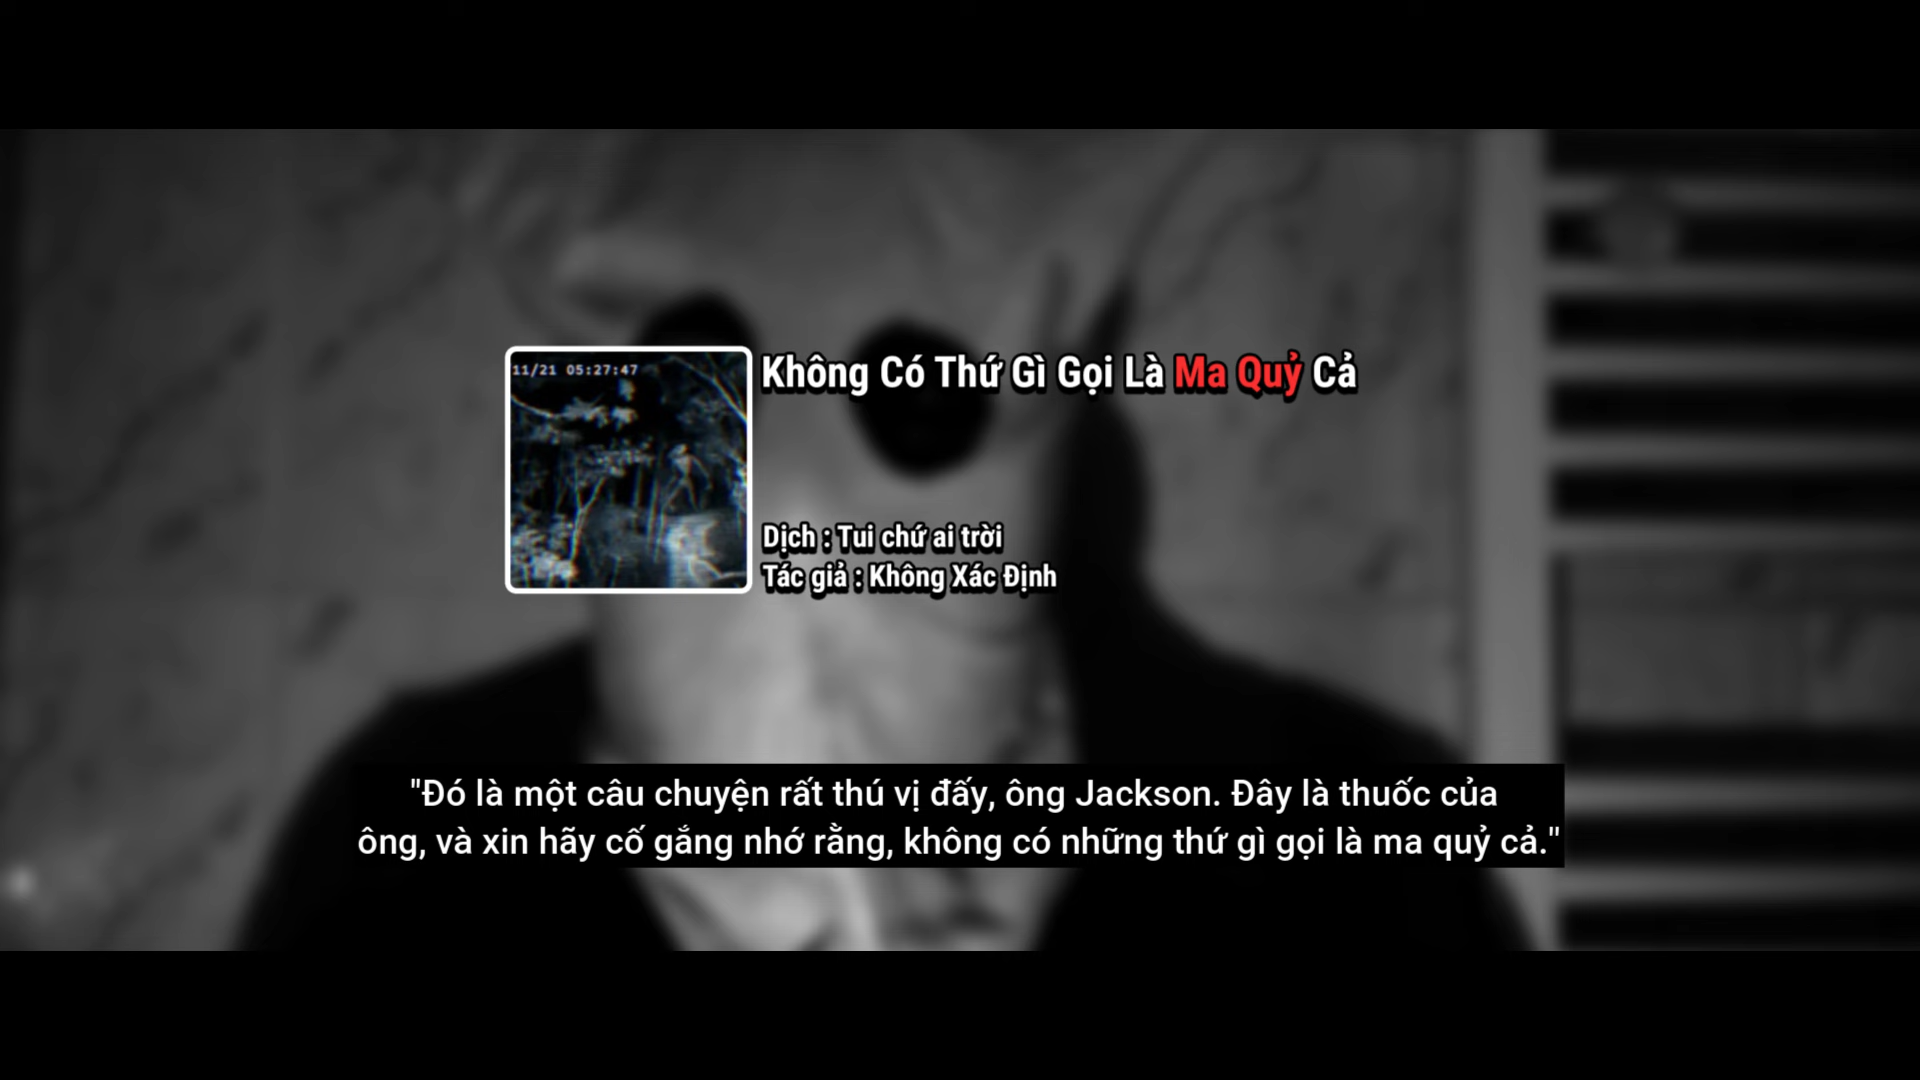 11/21 05:27:47
Không Có Thứ Gì Gọi Là Ma Quỷ Cả
Dịch : Tui chứ ai trời
Tác giả : Không Xác Định
"Đó là một câu chuyện rất thú vị đấy, ông Jackson. Đây là thuốc của
ông, và xin hãy cố gắng nhớ rằng, không có những thứ gì gọi là ma quỷ cả."